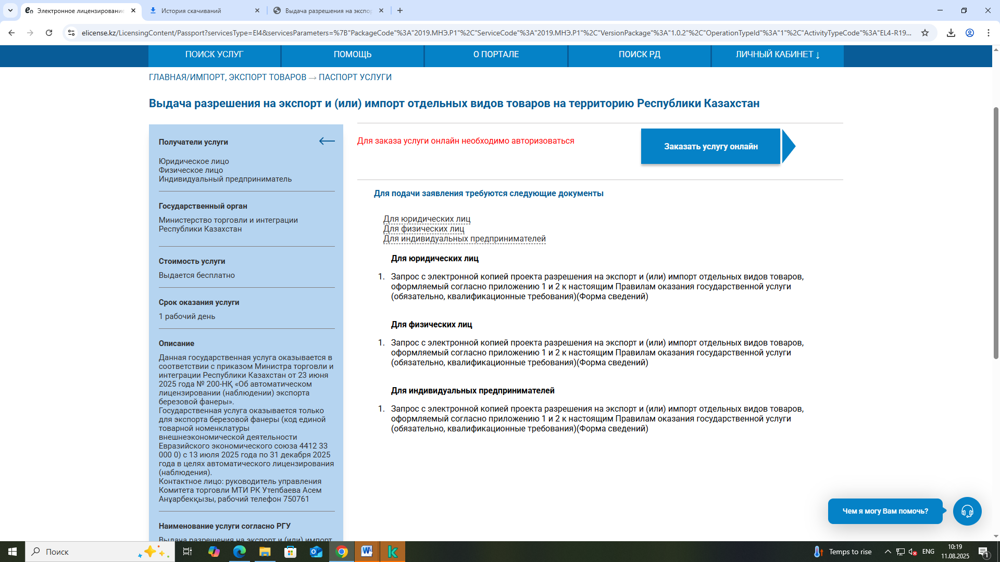 Электронное лицензирование
История скачиваний
Выдача разрешения на экспо
elicense.kz/LicensingContent/Passport?servicesType=El4&servicesParameters=%7B"PackageCode"%3A"2019.МНЭ.Р1"%2C"ServiceCode"%3A"2019.МНЭ.Р1"%2C"VersionPackage"%3A"1.0.2"%2C"OperationTypeId"%3A"1"%2C"ActivityTypeCode"%3A"EL4-R19...
ПОИСК УСЛУГ
ПОМОЩЬ
О ПОРТАЛЕ
ПОИСК РД
ЛИЧНЫЙ КАБИНЕТ ↓
ГЛАВНАЯ/ИМПОРТ, ЭКСПОРТ ТОВАРОВ → ПАСПОРТ УСЛУГИ
Выдача разрешения на экспорт и (или) импорт отдельных видов товаров на территорию Республики Казахстан
Получатели услуги
Юридическое лицо
Физическое лицо
Индивидуальный предприниматель
Государственный орган
Министерство торговли и интеграции
Республики Казахстан
Стоимость услуги
Выдается бесплатно
Срок оказания услуги
1 рабочий день
Описание
Данная государственная услуга оказывается в
соответствии с приказом Министра торговли и
интеграции Республики Казахстан от 23 июня
2025 года № 200-НҚ «Об автоматическом
лицензировании (наблюдении) экспорта
березовой фанеры».
Государственная услуга оказывается только
для экспорта березовой фанеры (код единой
товарной номенклатуры
внешнеэкономической деятельности
Евразийского экономического союза 4412 33
000 0) с 13 июля 2025 года по 31 декабря 2025
года в целях автоматического лицензирования
(наблюдения).
Контактное лицо: руководитель управления
Комитета торговли МТИ РК Утепбаева Асем
Анұарбекқызы, рабочий телефон 750761
Наименование услуги согласно РГУ
Выдача разрешения на экспорт и (или) импорт
Для заказа услуги онлайн необходимо авторизоваться
Заказать услугу онлайн
Для подачи заявления требуются следующие документы
Для юридических лиц
Для физических лиц
Для индивидуальных предпринимателей
Для юридических лиц
1. Запрос с электронной копией проекта разрешения на экспорт и (или) импорт отдельных видов товаров,
оформляемый согласно приложению 1 и 2 к настоящим Правилам оказания государственной услуги
(обязательно, квалификационные требования)(Форма сведений)
Для физических лиц
1. Запрос с электронной копией проекта разрешения на экспорт и (или) импорт отдельных видов товаров,
оформляемый согласно приложению 1 и 2 к настоящим Правилам оказания государственной услуги
(обязательно, квалификационные требования)(Форма сведений)
Для индивидуальных предпринимателей
1. Запрос с электронной копией проекта разрешения на экспорт и (или) импорт отдельных видов товаров,
оформляемый согласно приложению 1 и 2 к настоящим Правилам оказания государственной услуги
(обязательно, квалификационные требования)(Форма сведений)
Чем я могу Вам помочь?
Поиск
Temps to rise
ENG
10:19
11.08.2025
1